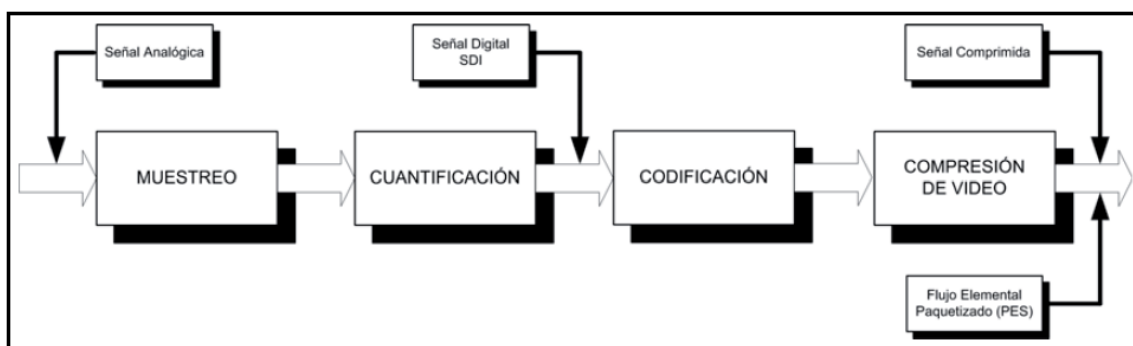 Señal Analógica
Señal Digital
SDI
Señal Comprimida
MUESTREO
CUANTIFICACIÓN
CODIFICACIÓN
COMPRESIÓN
DE VIDEO
Flujo Elemental
Paquetizado (PES)